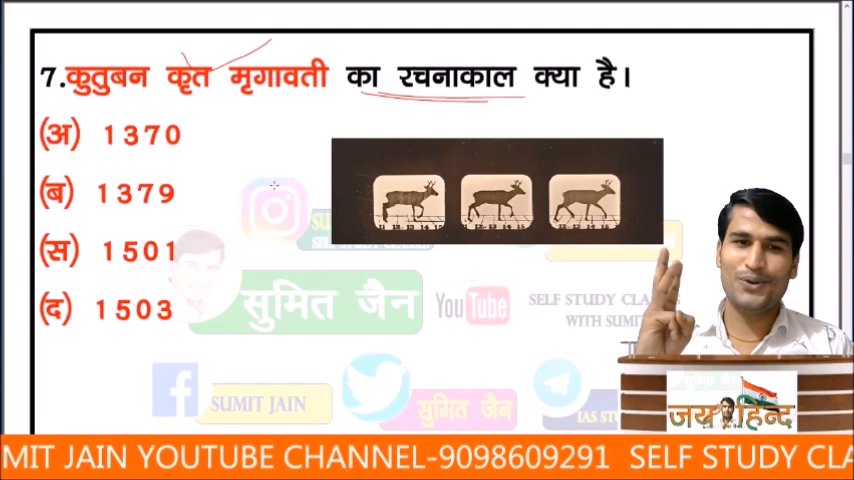 7.कुतुबन कृत मृगावती का रचनाकाल क्या है।
(अ) 1370
(ब) 1379
(स) 1501
(द) 1503
सुमित जैन
YouTube
SELF STUDY CLASSES
WITH SUMIT
SUMIT JAIN
सुमित जैन
IAS
जय हिन्द
MIT JAIN YOUTUBE CHANNEL-9098609291 SELF STUDY CLA